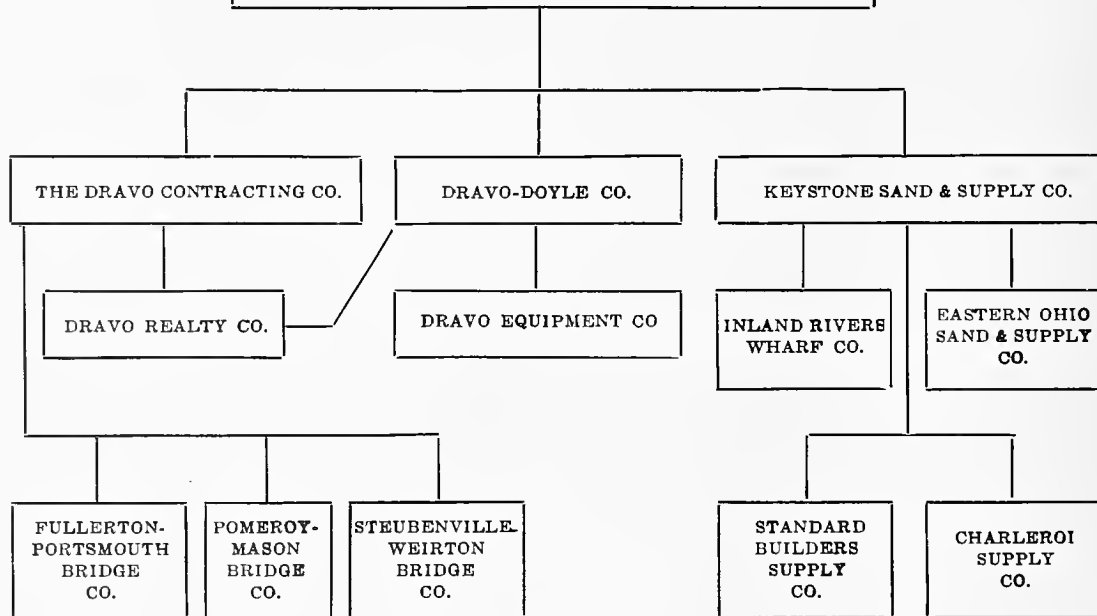 THE DRAVO CONTRACTING CO.
DRAVO-DOYLE CO.
KEYSTONE SAND & SUPPLY CO.
DRAVO REALTY CO.
DRAVO EQUIPMENT CO
INLAND RIVERS
WHARF CO.
EASTERN OHIO
SAND & SUPPLY
CO.
FULLERTON-
PORTSMOUTH
BRIDGE
CO.
POMEROY-
MASON
BRIDGE
CO.
STEUBENVILLE-
WEIRTON
BRIDGE
CO.
STANDARD
BUILDERS
SUPPLY
CO.
CHARLEROI
SUPPLY
CO.